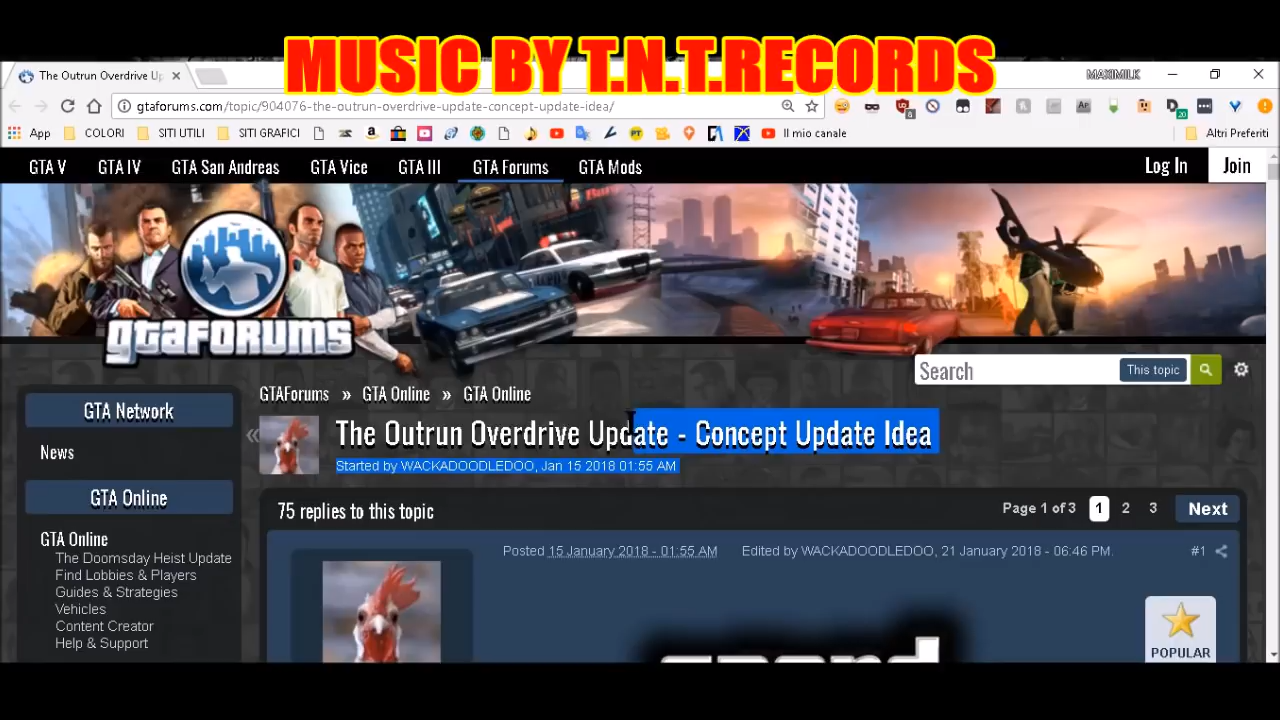 MUSIC BY T.N.T.RECORDS
The Outrun Overdrive Up
MAXIMILK
gtaforums.com/topic/904076-the-outrun-overdrive-update-concept-update-idea/
20
App COLORI SITI UTILI SITI GRAFICI Il mio canale Altri Preferiti
GTA V GTA IV GTA San Andreas GTA Vice GTA III GTA Forums GTA Mods Log In Join
gtaforums
Search This topic
GTAForums » GTA Online » GTA Online
GTA Network
The Outrun Overdrive Update - Concept Update Idea
News
Started by WACKADOODLEDOO, Jan 15 2018 01:55 AM
GTA Online
75 replies to this topic
Page 1 of 3 1 2 3 Next
GTA Online
The Doomsday Heist Update
Find Lobbies & Players
Guides & Strategies
Vehicles
Content Creator
Help & Support
Posted 15 January 2018 - 01:55 AM Edited by WACKADOODLEDOO, 21 January 2018 - 06:46 PM. #1
POPULAR